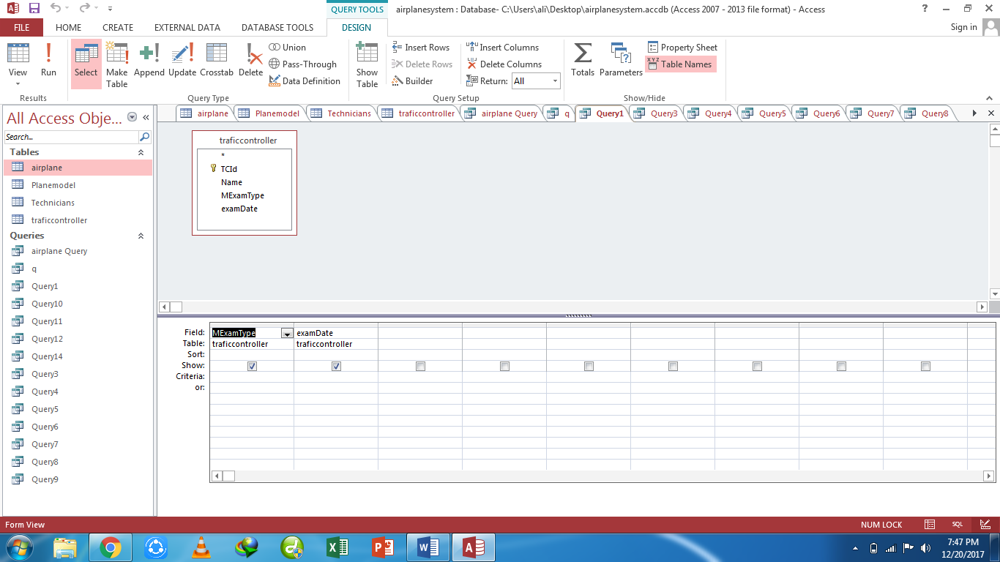 QUERY TOOLS
airplanesystem : Database- C:\Users\ali\Desktop\airplanesystem.accdb (Access 2007 - 2013 file format) - Access
FILE HOME CREATE EXTERNAL DATA DATABASE TOOLS DESIGN Sign in
View
Run
Select
Make Table
Append
Update
Crosstab
Delete
Union
Pass-Through
Data Definition
Show Table
Insert Rows
Delete Rows
Builder
Insert Columns
Delete Columns
Return: All
Totals
Parameters
Property Sheet
XYZ
Table Names
Results
Query Type
Query Setup
Show/Hide
All Access Obje...
Search...
Tables
airplane
Planemodel
Technicians
traficcontroller
Queries
airplane Query
q
Query1
Query10
Query11
Query12
Query14
Query3
Query4
Query5
Query6
Query7
Query8
Query9
airplane Planemodel Technicians traficcontroller airplane Query q Query1 Query3 Query4 Query5 Query6 Query7 Query8
traficcontroller
*
TCId
Name
MExamType
examDate
Field: MExamType examDate
Table: traficcontroller traficcontroller
Sort:
Show:
Criteria:
or:
Form View
NUM LOCK
SQL
7:47 PM
12/20/2017